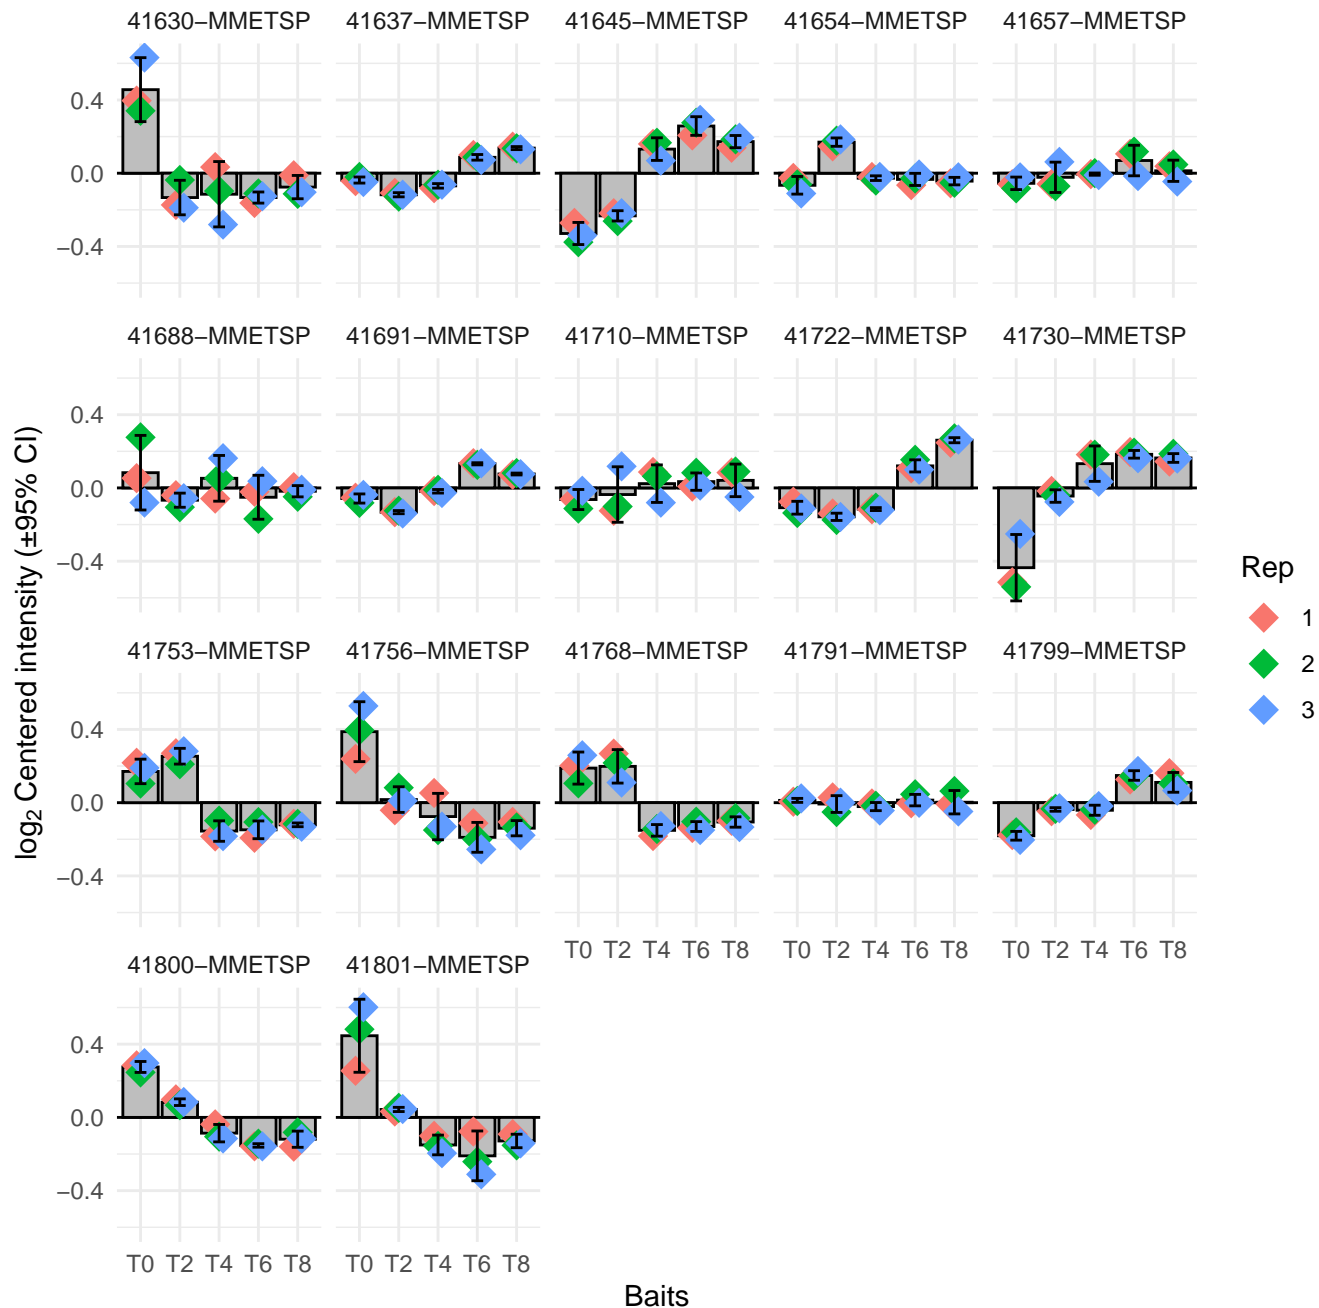 41630−MMETSP 41637−MMETSP 41645−MMETSP 41654−MMETSP 41657−MMETSP
0.4
0.0
−0.4
41688−MMETSP 41691−MMETSP 41710−MMETSP 41722−MMETSP 41730−MMETSP
0.4
0.0
−0.4
41753−MMETSP 41756−MMETSP 41768−MMETSP 41791−MMETSP 41799−MMETSP
0.4
0.0
−0.4
T0 T2 T4 T6 T8 T0 T2 T4 T6 T8 T0 T2 T4 T6 T8
41800−MMETSP 41801−MMETSP
0.4
0.0
−0.4
T0 T2 T4 T6 T8 T0 T2 T4 T6 T8
Baits
log₂ Centered intensity (±95% CI)
Rep
1
2
3